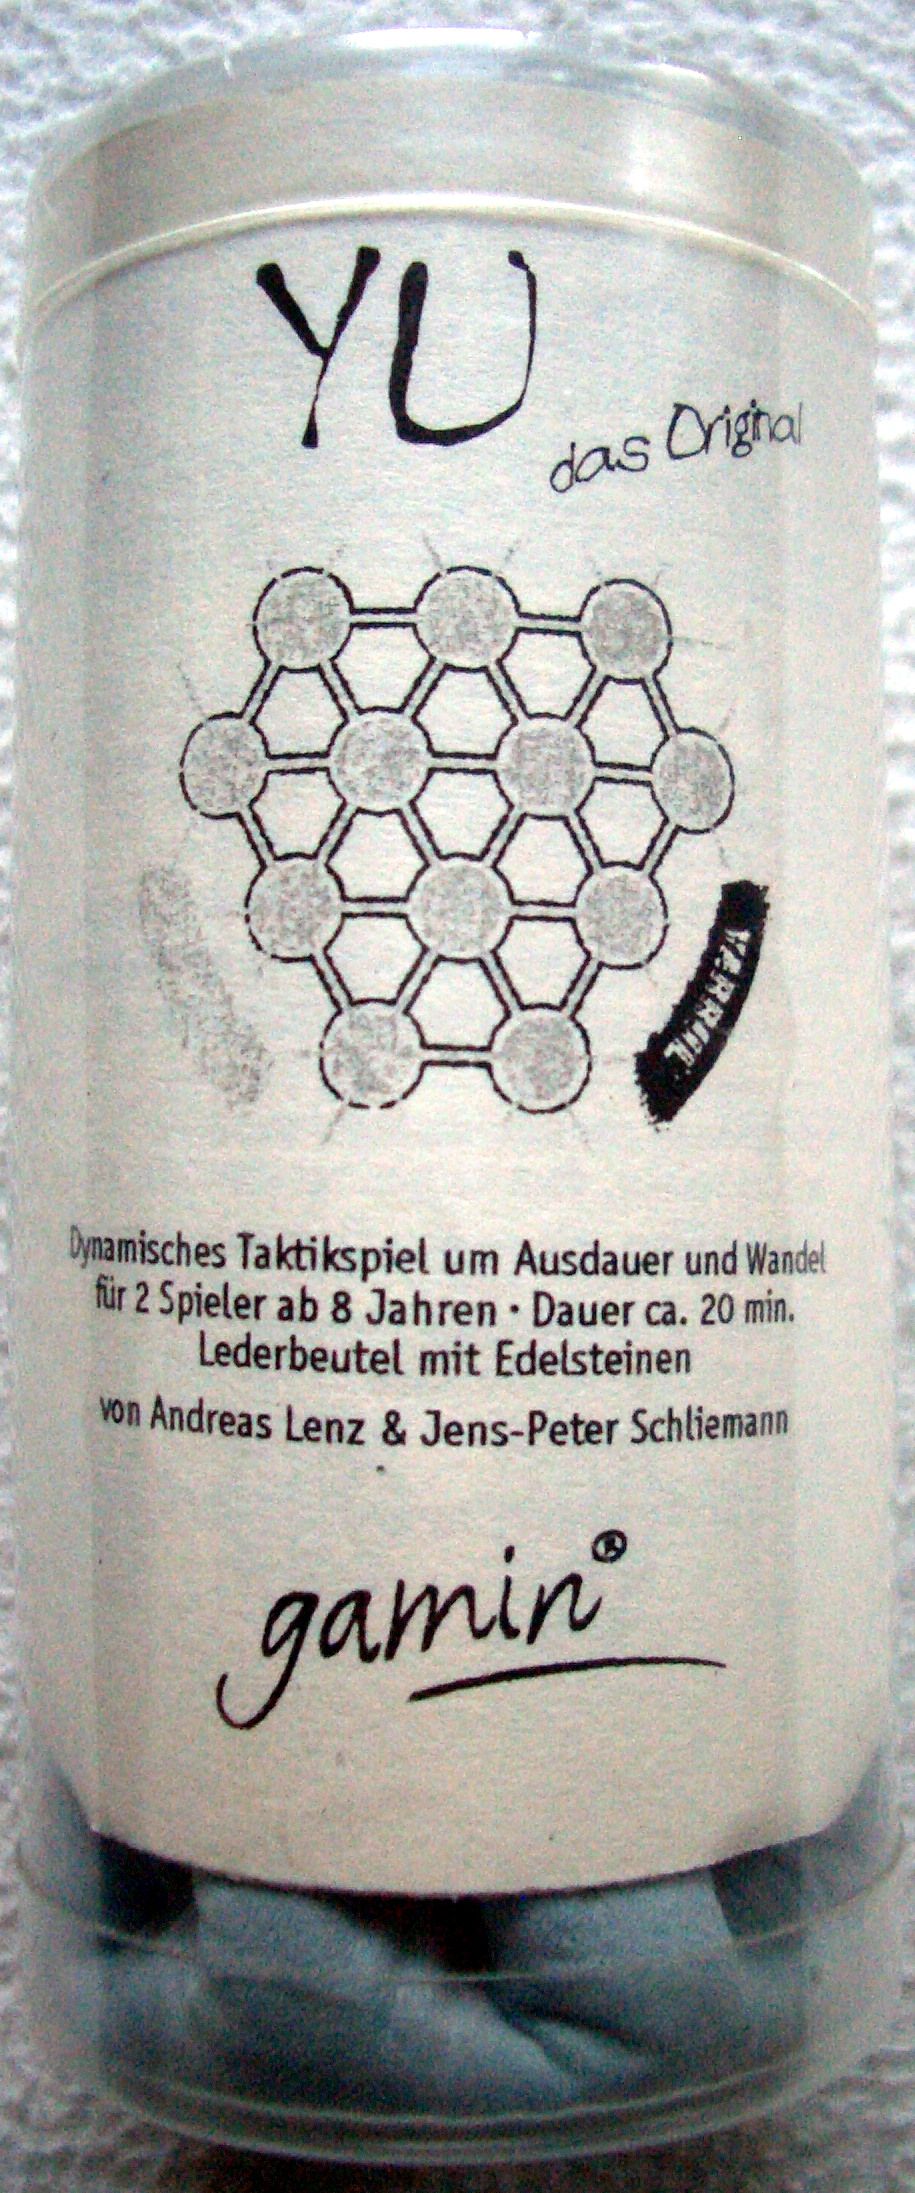 YU
das Original
Dynamisches Taktikspiel um Ausdauer und Wandel
für 2 Spieler ab 8 Jahren · Dauer ca. 20 min.
Lederbeutel mit Edelsteinen
von Andreas Lenz & Jens-Peter Schliemann
gamin®